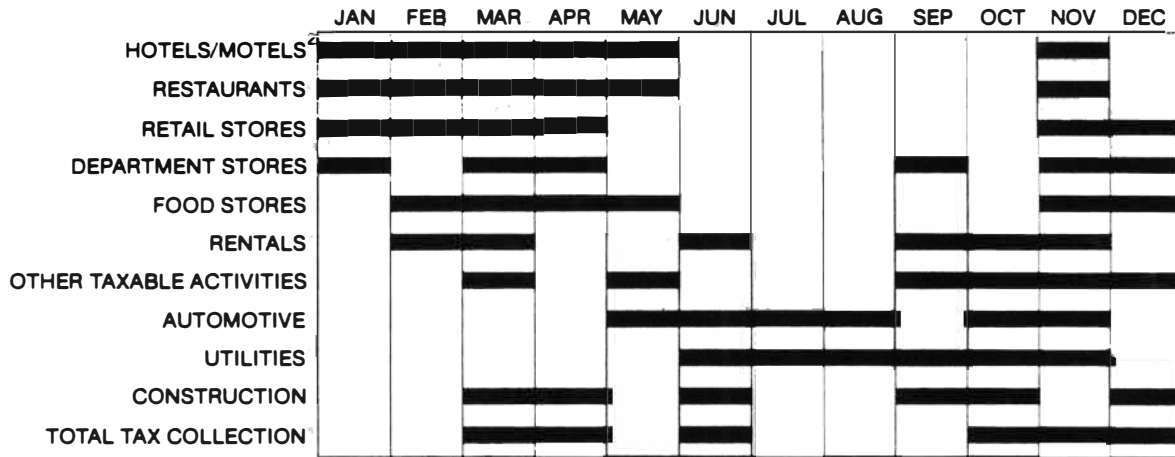 JAN FEB MAR APR MAY JUN JUL AUG SEP OCT NOV DEC
HOTELS/MOTELS
RESTAURANTS
RETAIL STORES
DEPARTMENT STORES
FOOD STORES
RENTALS
OTHER TAXABLE ACTIVITIES
AUTOMOTIVE
UTILITIES
CONSTRUCTION
TOTAL TAX COLLECTION